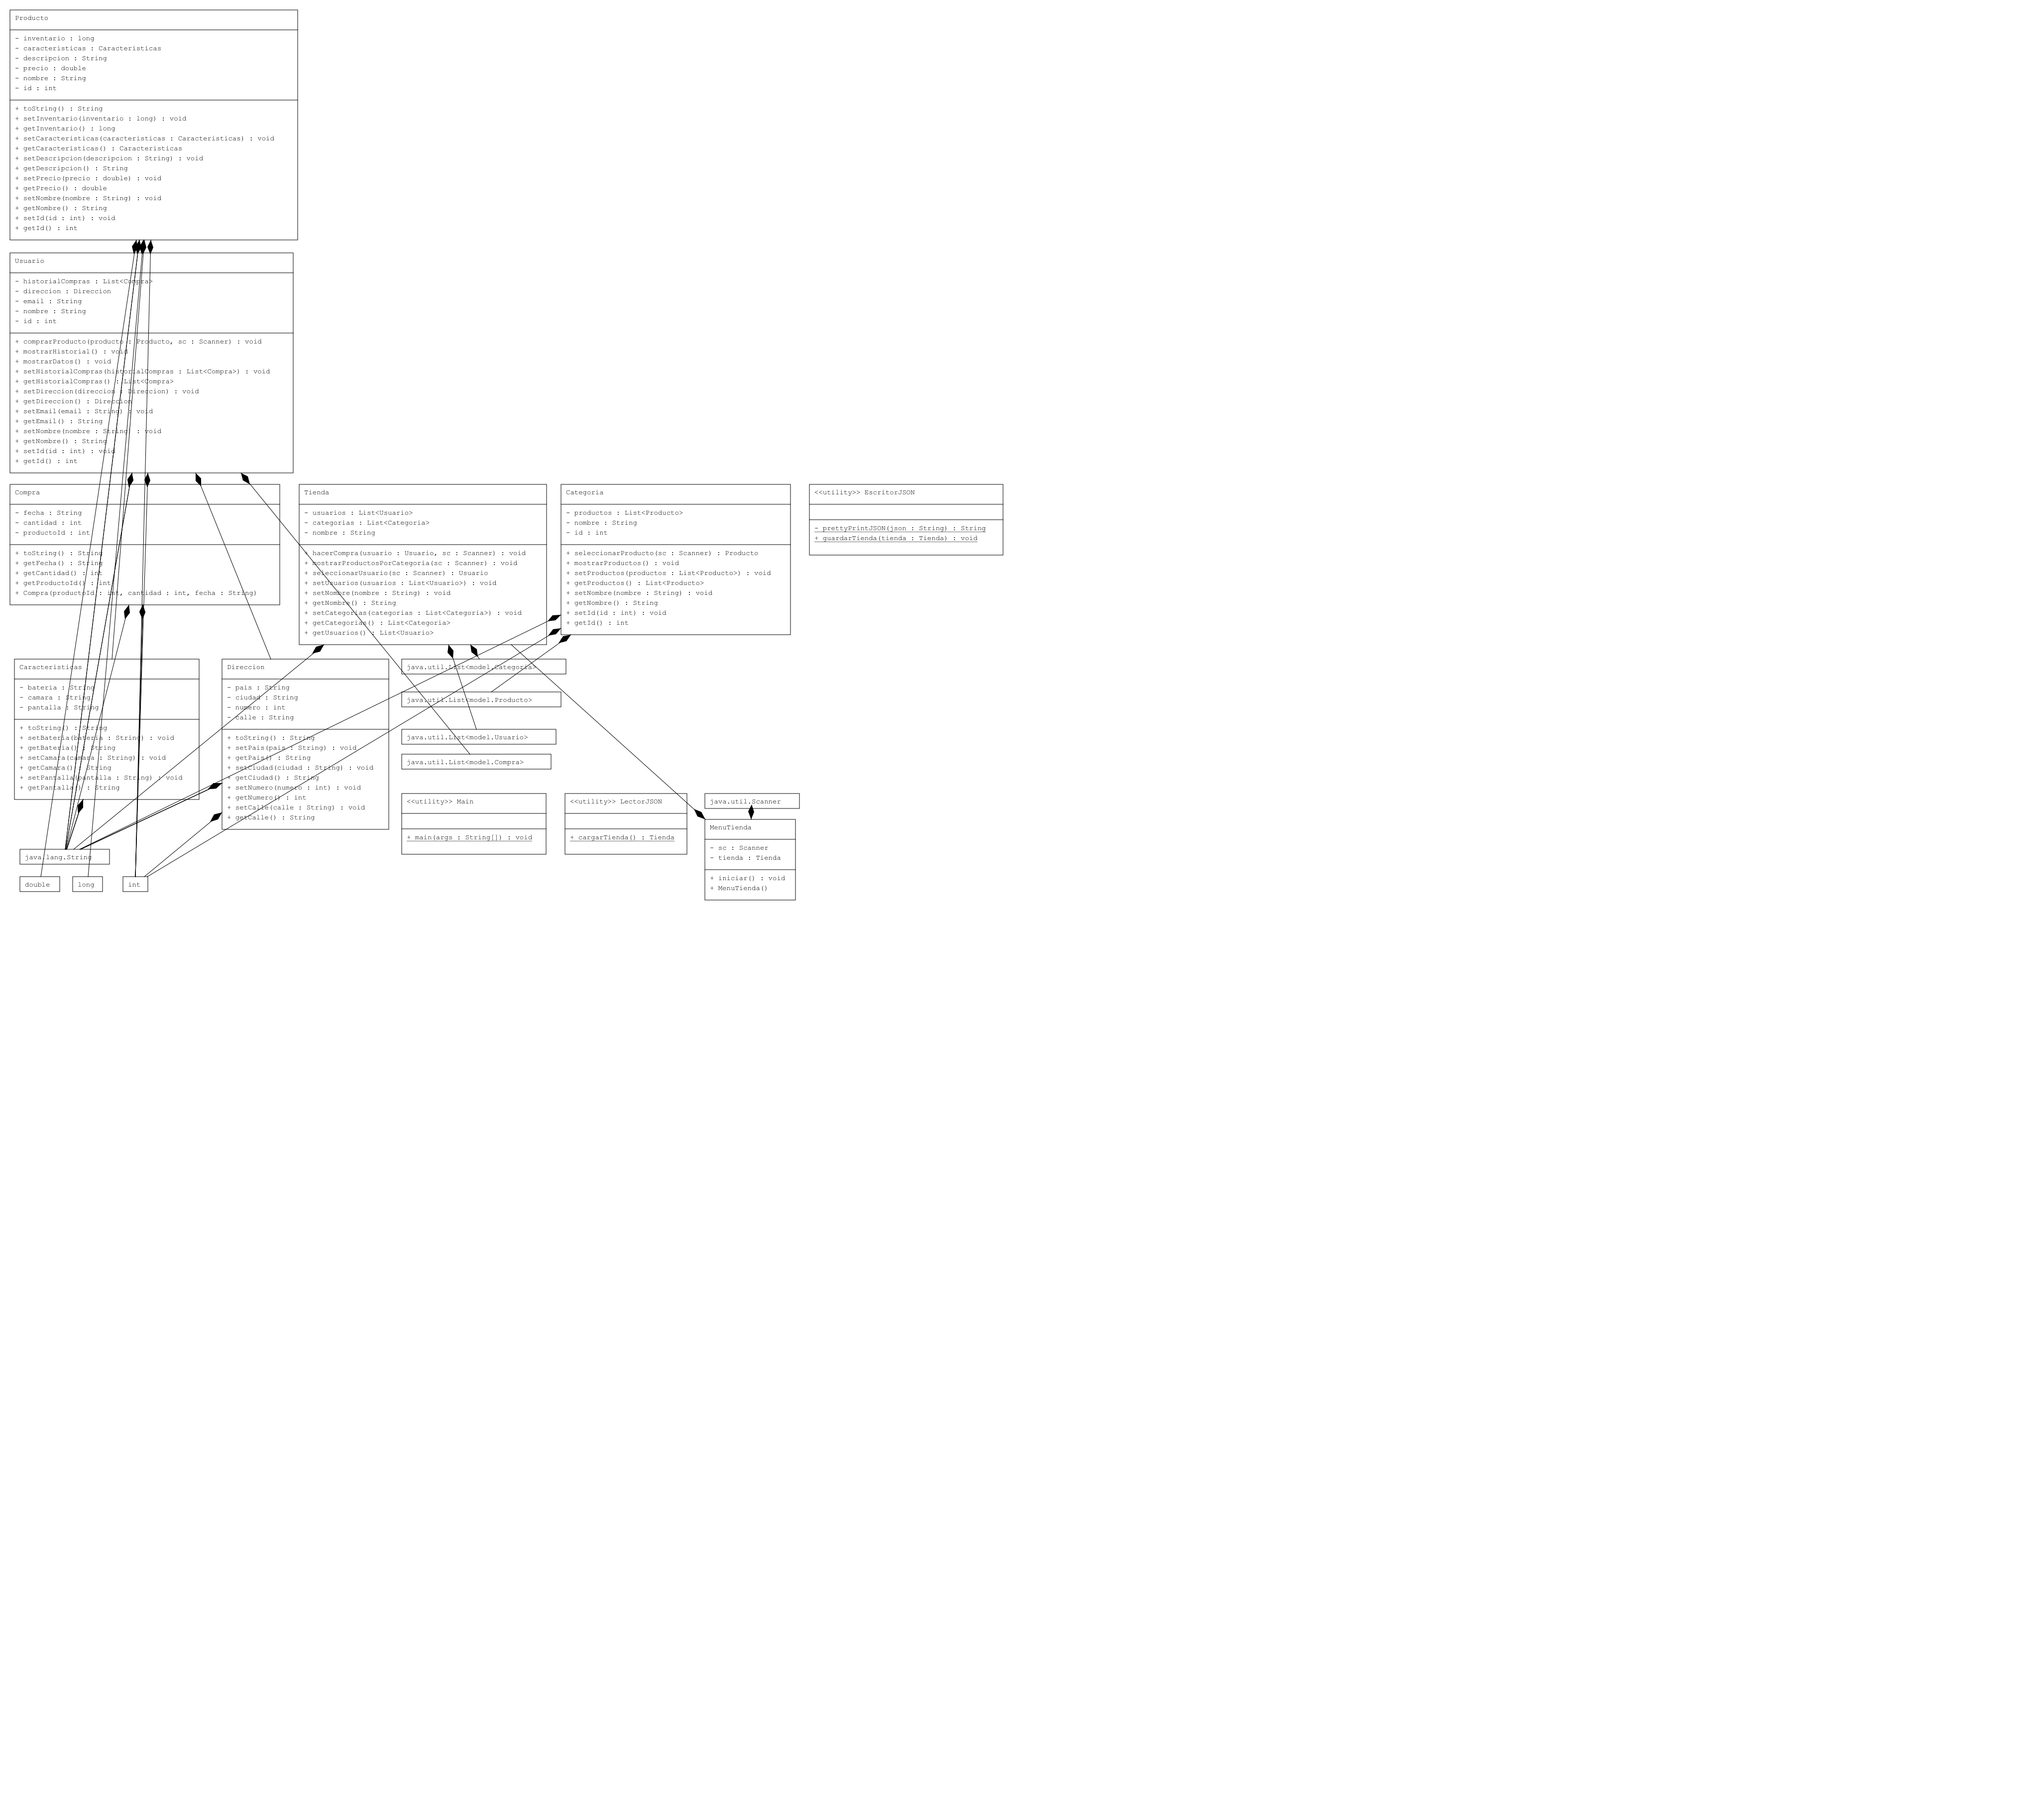 Producto
- inventario : long
- caracteristicas : Caracteristicas
- descripcion : String
- precio : double
- nombre : String
- id : int
+ toString() : String
+ setInventario(inventario : long) : void
+ getInventario() : long
+ setCaracteristicas(caracteristicas : Caracteristicas) : void
+ getCaracteristicas() : Caracteristicas
+ setDescripcion(descripcion : String) : void
+ getDescripcion() : String
+ setPrecio(precio : double) : void
+ getPrecio() : double
+ setNombre(nombre : String) : void
+ getNombre() : String
+ setId(id : int) : void
+ getId() : int
Usuario
- historialCompras : List<Compra>
- direccion : Direccion
- email : String
- nombre : String
- id : int
+ comprarProducto(producto : Producto, sc : Scanner) : void
+ mostrarHistorial() : void
+ mostrarDatos() : void
+ setHistorialCompras(historialCompras : List<Compra>) : void
+ getHistorialCompras() : List<Compra>
+ setDireccion(direccion : Direccion) : void
+ getDireccion() : Direccion
+ setEmail(email : String) : void
+ getEmail() : String
+ setNombre(nombre : String) : void
+ getNombre() : String
+ setId(id : int) : void
+ getId() : int
Compra
- fecha : String
- cantidad : int
- productoId : int
+ toString() : String
+ getFecha() : String
+ getCantidad() : int
+ getProductoId() : int
+ Compra(productoId : int, cantidad : int, fecha : String)
Tienda
- usuarios : List<Usuario>
- categorias : List<Categoria>
- nombre : String
+ hacerCompra(usuario : Usuario, sc : Scanner) : void
+ mostrarProductosPorCategoria(sc : Scanner) : void
+ seleccionarUsuario(sc : Scanner) : Usuario
+ setUsuarios(usuarios : List<Usuario>) : void
+ setNombre(nombre : String) : void
+ getNombre() : String
+ setCategorias(categorias : List<Categoria>) : void
+ getCategorias() : List<Categoria>
+ getUsuarios() : List<Usuario>
Categoria
- productos : List<Producto>
- nombre : String
- id : int
+ seleccionarProducto(sc : Scanner) : Producto
+ mostrarProductos() : void
+ setProductos(productos : List<Producto>) : void
+ getProductos() : List<Producto>
+ setNombre(nombre : String) : void
+ getNombre() : String
+ setId(id : int) : void
+ getId() : int
<<utility>> EscritorJSON
- prettyPrintJSON(json : String) : String
+ guardarTienda(tienda : Tienda) : void
Caracteristicas
- bateria : String
- camara : String
- pantalla : String
+ toString() : String
+ setBateria(bateria : String) : void
+ getBateria() : String
+ setCamara(camara : String) : void
+ getCamara() : String
+ setPantalla(pantalla : String) : void
+ getPantalla() : String
Direccion
- pais : String
- ciudad : String
- numero : int
- calle : String
+ toString() : String
+ setPais(pais : String) : void
+ getPais() : String
+ setCiudad(ciudad : String) : void
+ getCiudad() : String
+ setNumero(numero : int) : void
+ getNumero() : int
+ setCalle(calle : String) : void
+ getCalle() : String
java.util.List<model.Categoria>
java.util.List<model.Producto>
java.util.List<model.Usuario>
java.util.List<model.Compra>
<<utility>> Main
+ main(args : String[]) : void
<<utility>> LectorJSON
+ cargarTienda() : Tienda
java.util.Scanner
MenuTienda
- sc : Scanner
- tienda : Tienda
+ iniciar() : void
+ MenuTienda()
java.lang.String
double
long
int